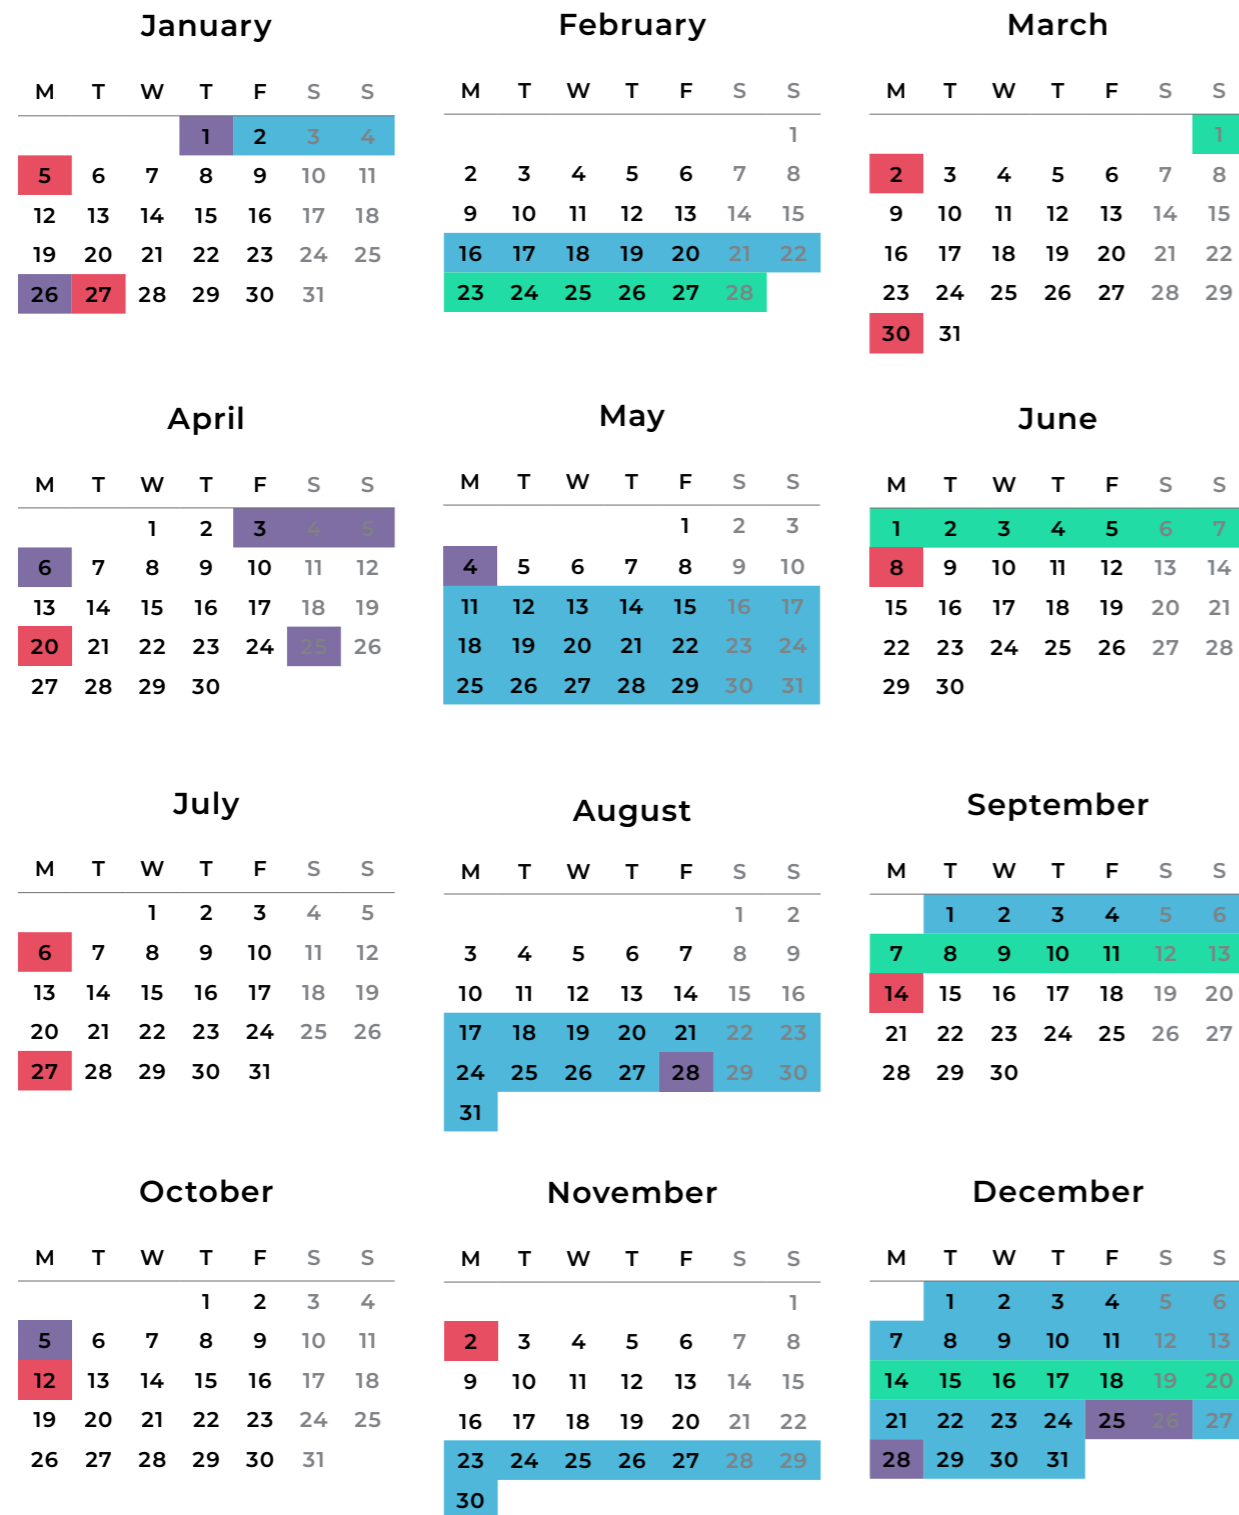 January
M T W T F S S
1 2 3 4
5 6 7 8 9 10 11
12 13 14 15 16 17 18
19 20 21 22 23 24 25
26 27 28 29 30 31
February
M T W T F S S
1
2 3 4 5 6 7 8
9 10 11 12 13 14 15
16 17 18 19 20 21 22
23 24 25 26 27 28
March
M T W T F S S
1
2 3 4 5 6 7 8
9 10 11 12 13 14 15
16 17 18 19 20 21 22
23 24 25 26 27 28 29
30 31
April
M T W T F S S
1 2 3 4 5
6 7 8 9 10 11 12
13 14 15 16 17 18 19
20 21 22 23 24 25 26
27 28 29 30
May
M T W T F S S
1 2 3
4 5 6 7 8 9 10
11 12 13 14 15 16 17
18 19 20 21 22 23 24
25 26 27 28 29 30 31
June
M T W T F S S
1 2 3 4 5 6 7
8 9 10 11 12 13 14
15 16 17 18 19 20 21
22 23 24 25 26 27 28
29 30
July
M T W T F S S
1 2 3 4 5
6 7 8 9 10 11 12
13 14 15 16 17 18 19
20 21 22 23 24 25 26
27 28 29 30 31
August
M T W T F S S
1 2
3 4 5 6 7 8 9
10 11 12 13 14 15 16
17 18 19 20 21 22 23
24 25 26 27 28 29 30
31
September
M T W T F S S
1 2 3 4 5 6
7 8 9 10 11 12 13
14 15 16 17 18 19 20
21 22 23 24 25 26 27
28 29 30
October
M T W T F S S
1 2 3 4
5 6 7 8 9 10 11
12 13 14 15 16 17 18
19 20 21 22 23 24 25
26 27 28 29 30 31
November
M T W T F S S
1
2 3 4 5 6 7 8
9 10 11 12 13 14 15
16 17 18 19 20 21 22
23 24 25 26 27 28 29
30
December
M T W T F S S
1 2 3 4 5 6
7 8 9 10 11 12 13
14 15 16 17 18 19 20
21 22 23 24 25 26 27
28 29 30 31